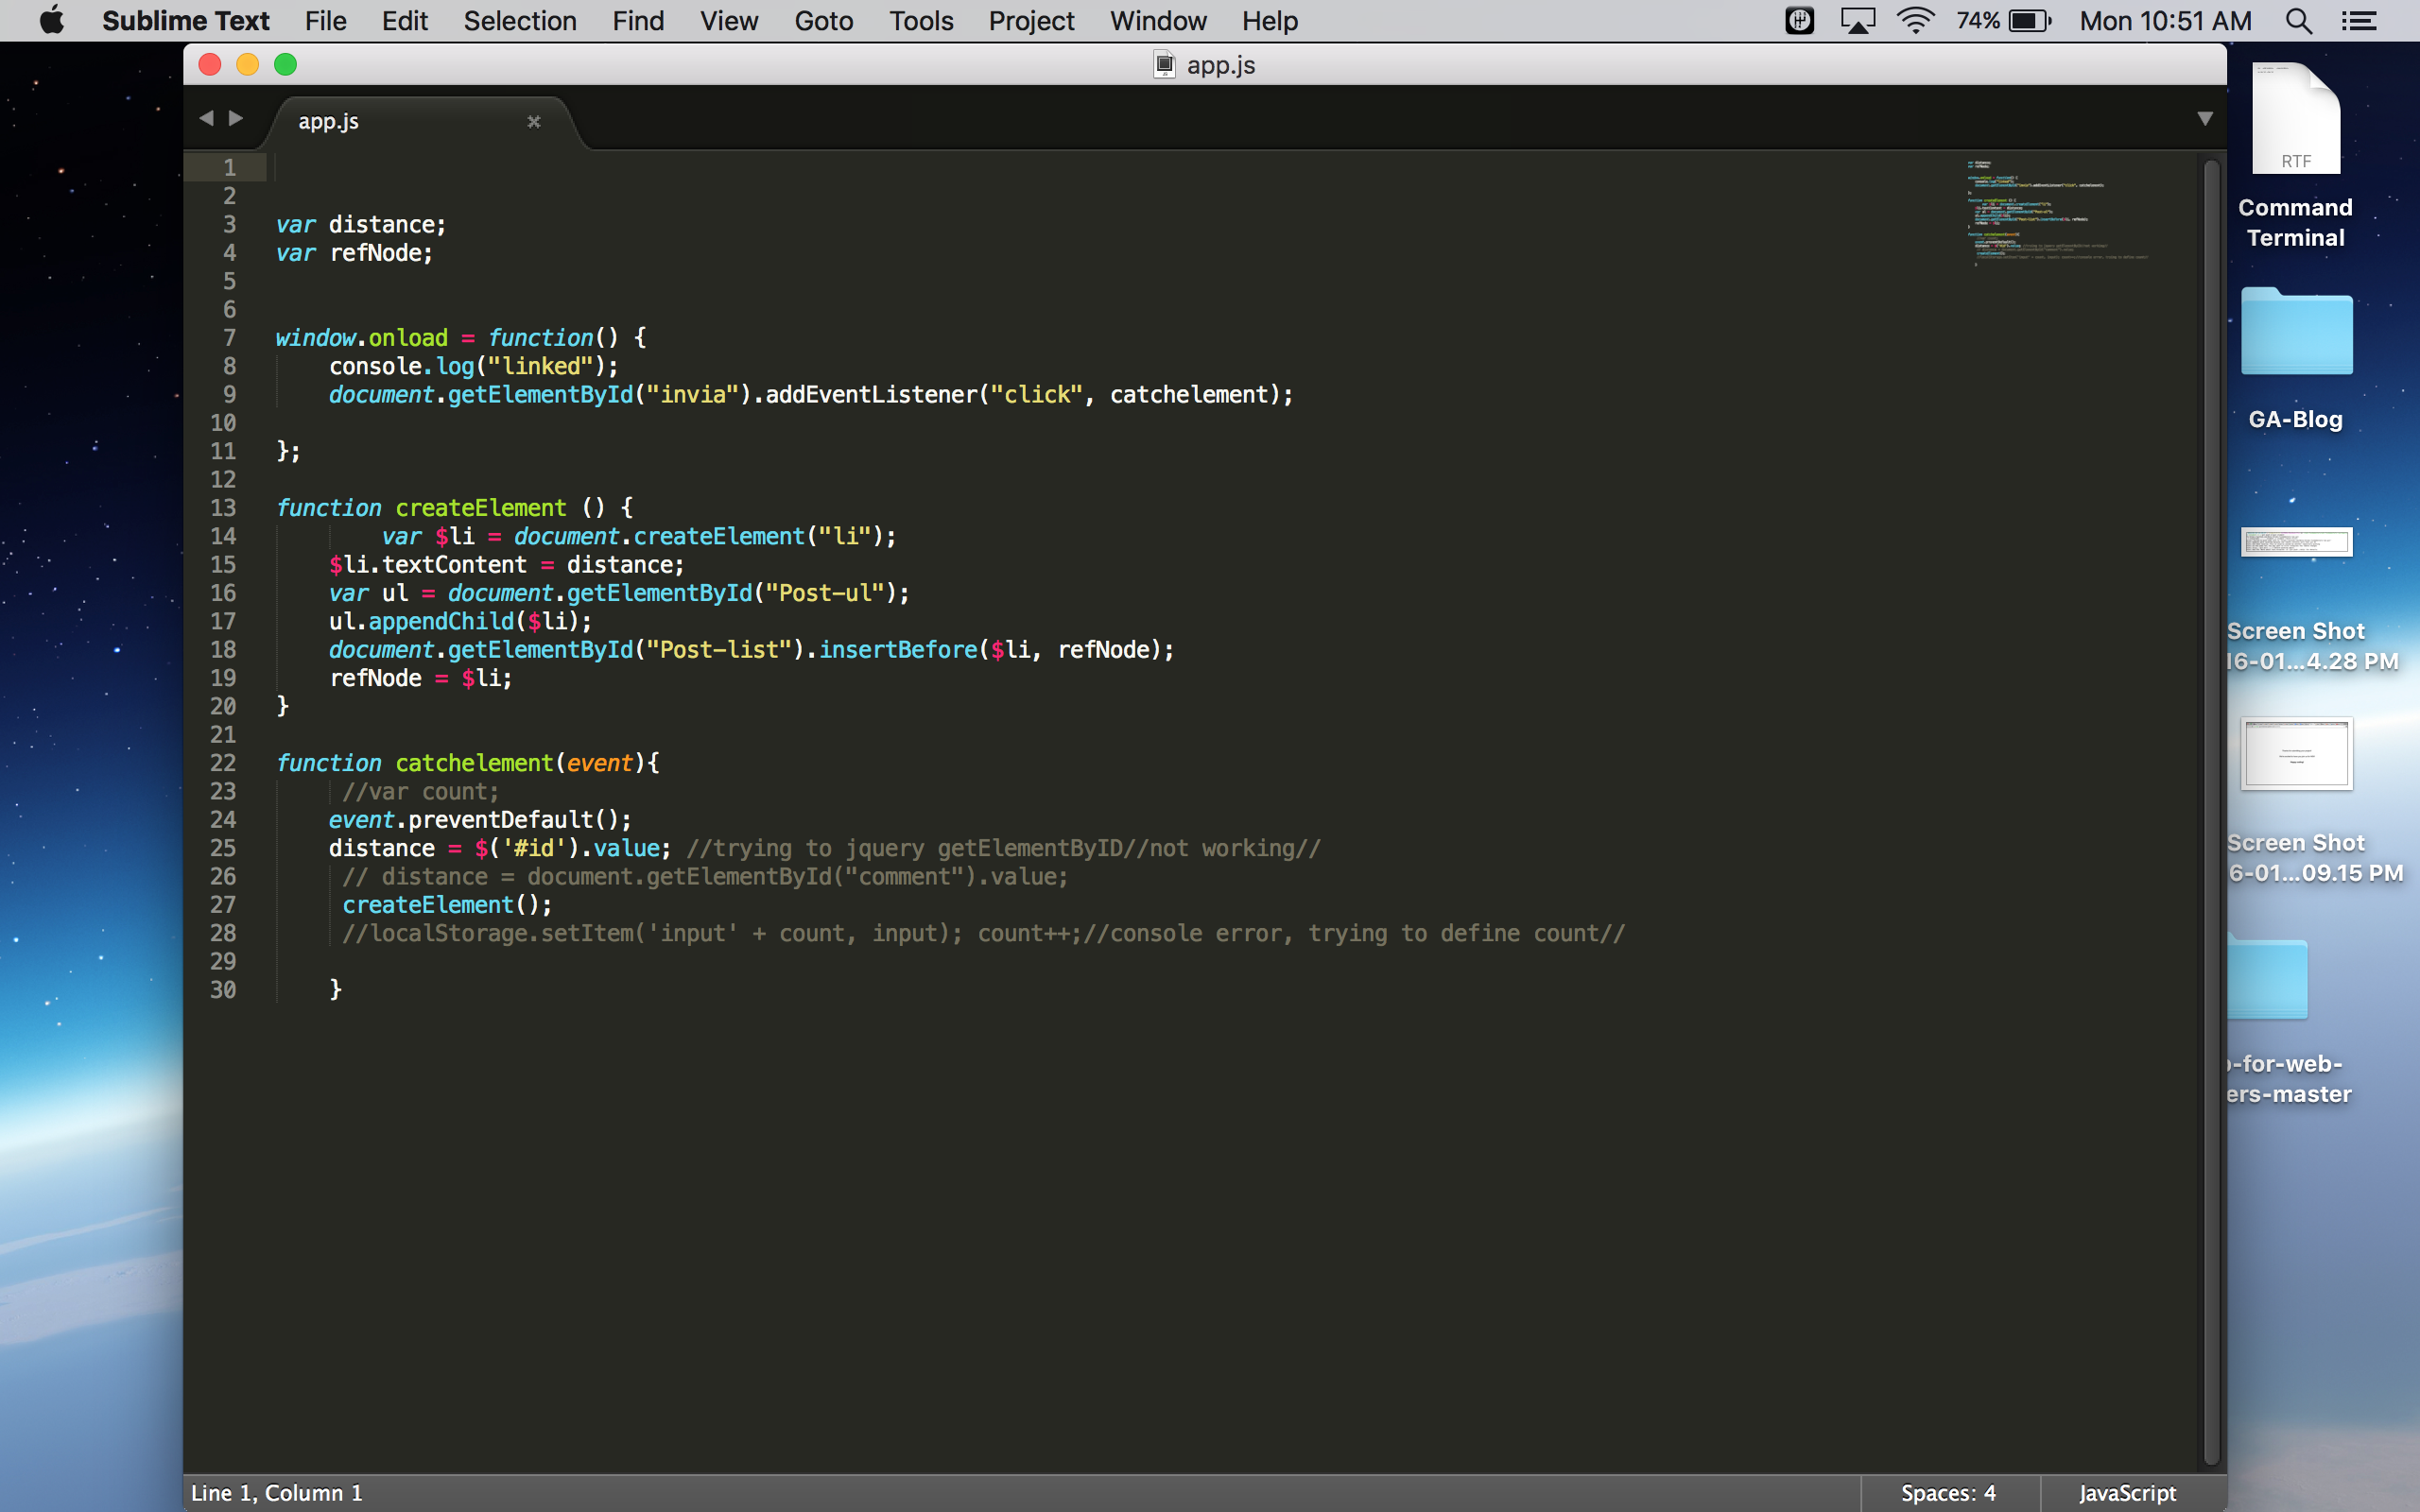 Sublime Text File Edit Selection Find View Goto Tools Project Window Help 74% Mon 10:51 AM
app.js
app.js
1
2
3 var distance;
4 var refNode;
5
6
7 window.onload = function() {
8 console.log("linked");
9 document.getElementById("invia").addEventListener("click", catchelement);
10
11 };
12
13 function createElement () {
14 var $li = document.createElement("li");
15 $li.textContent = distance;
16 var ul = document.getElementById("Post-ul");
17 ul.appendChild($li);
18 document.getElementById("Post-list").insertBefore($li, refNode);
19 refNode = $li;
20 }
21
22 function catchelement(event){
23 //var count;
24 event.preventDefault();
25 distance = $('#id').value; //trying to jquery getElementByID//not working//
26 // distance = document.getElementById("comment").value;
27 createElement();
28 //localStorage.setItem('input' + count, input); count++;//console error, trying to define count//
29
30 }
Line 1, Column 1
Spaces: 4
JavaScript
RTF
Command
Terminal
GA-Blog
Screen Shot
16-01...4.28 PM
Screen Shot
6-01...09.15 PM
-for-web-
ers-master